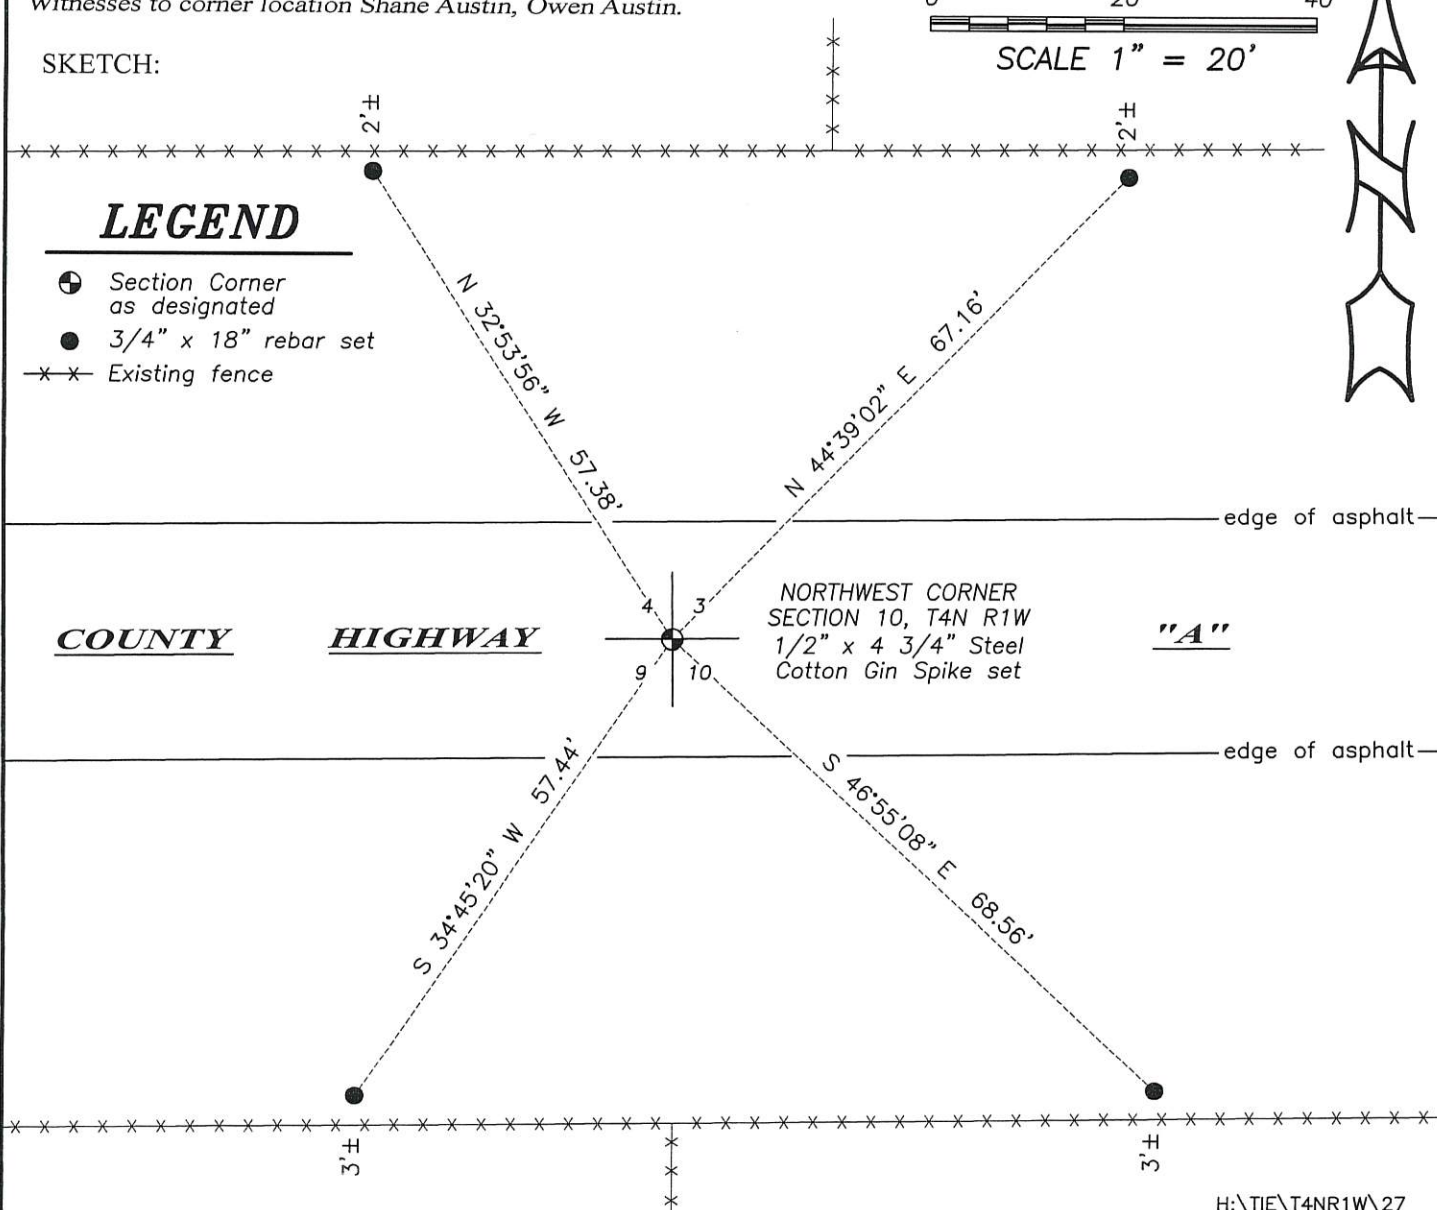 Witnesses to corner location Shane Austin, Owen Austin.
0 20 40
SCALE 1" = 20'
SKETCH:
2'±
2'±
N
LEGEND
Section Corner
as designated
3/4" x 18" rebar set
Existing fence
N 32°53'56" W 57.38'
N 44°39'02" E 67.16'
edge of asphalt
4 3
9 10
NORTHWEST CORNER
SECTION 10, T4N R1W
1/2" x 4 3/4" Steel
Cotton Gin Spike set
COUNTY HIGHWAY "A"
edge of asphalt
S 34°45'20" W 57.44'
S 46°55'08" E 68.56'
3'±
3'±
H:\TIE\T4NR1W\27